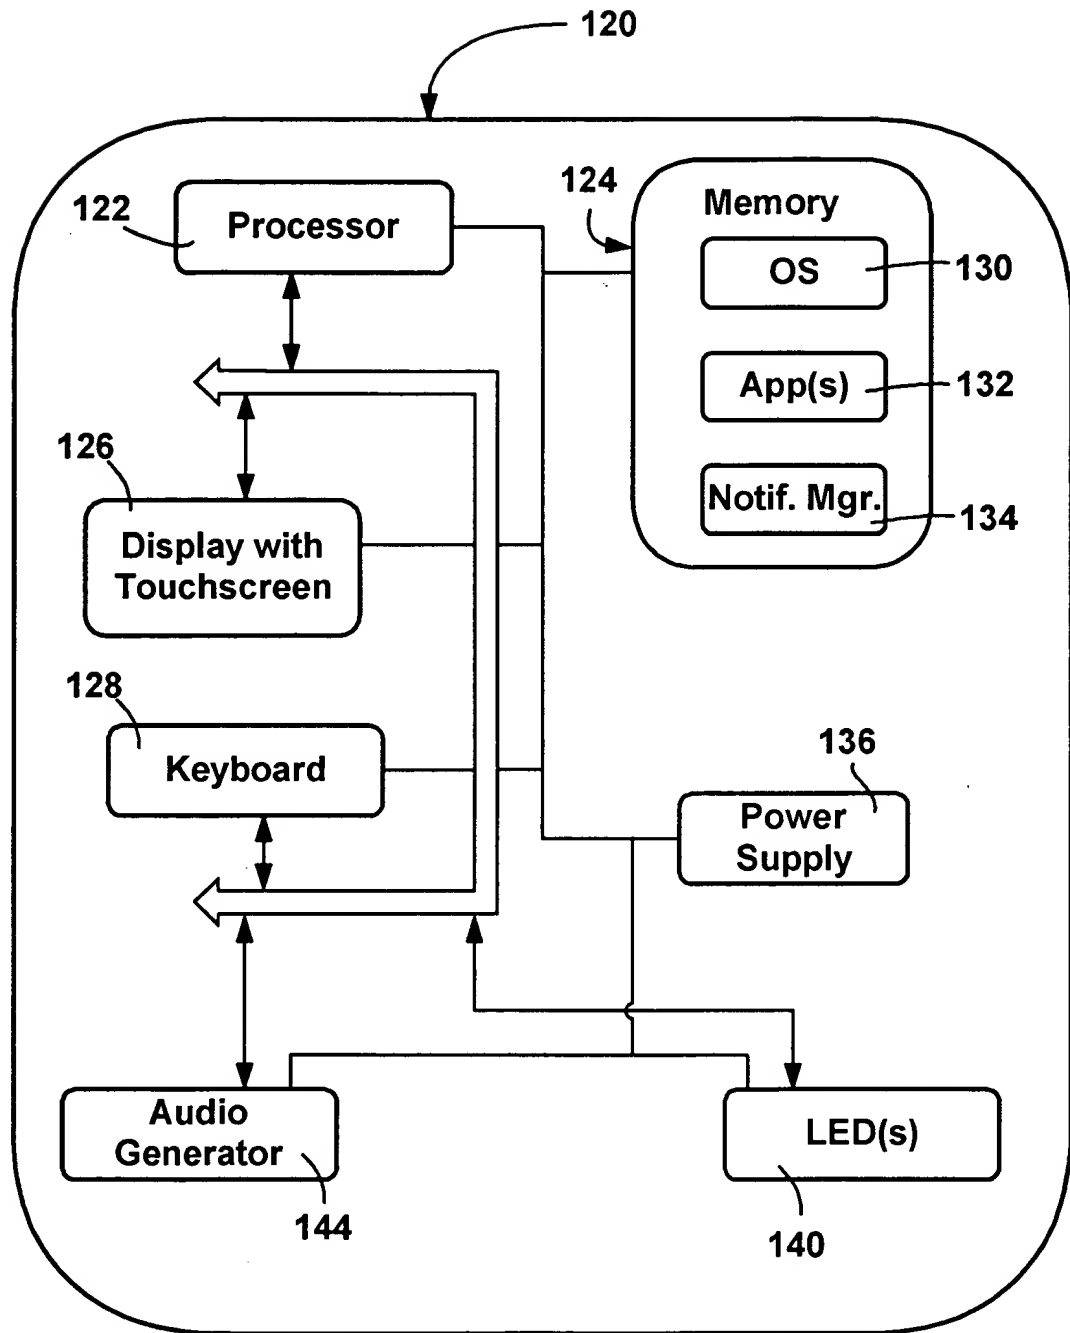 120
124
Memory
122
Processor
OS
130
App(s)
132
126
Notif. Mgr.
134
Display with
Touchscreen
128
Keyboard
136
Power
Supply
Audio
Generator
LED(s)
144
140